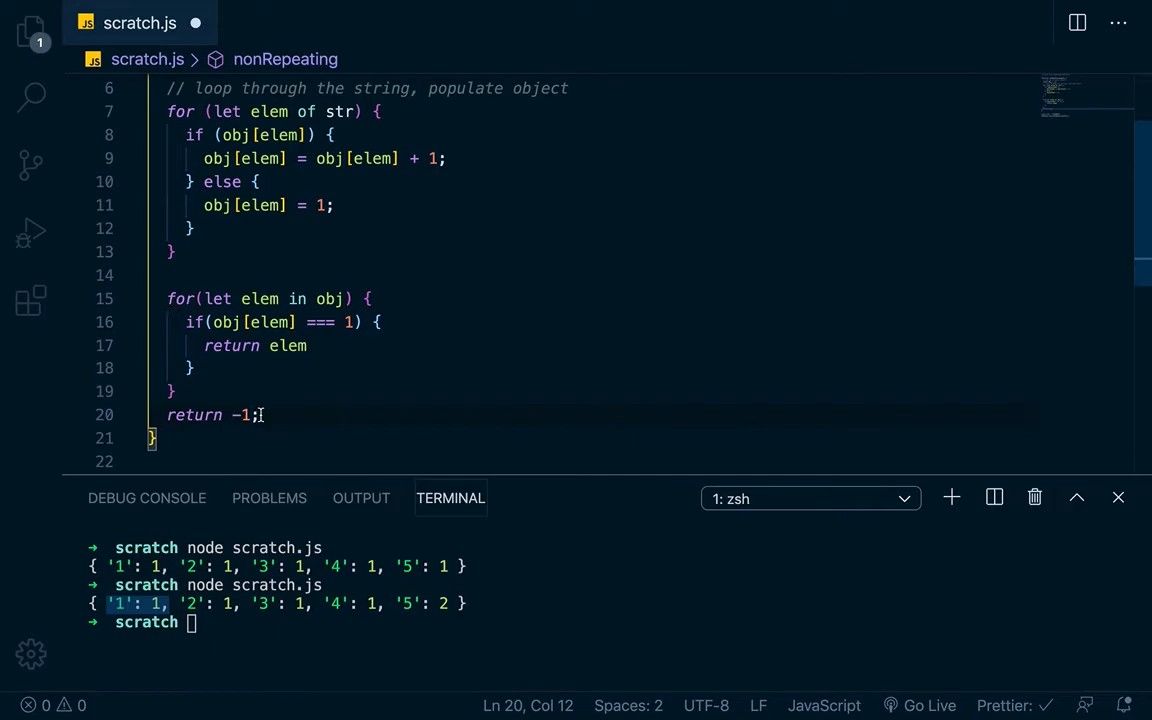 JS scratch.js
1
JS scratch.js > nonRepeating
6 // loop through the string, populate object
7 for (let elem of str) {
8 if (obj[elem]) {
9 obj[elem] = obj[elem] + 1;
10 } else {
11 obj[elem] = 1;
12 }
13 }
14
15 for(let elem in obj) {
16 if(obj[elem] === 1) {
17 return elem
18 }
19 }
20 return -1;
21 }
22
DEBUG CONSOLE PROBLEMS OUTPUT TERMINAL 1: zsh
➜ scratch node scratch.js
{ '1': 1, '2': 1, '3': 1, '4': 1, '5': 1 }
➜ scratch node scratch.js
{ '1': 1, '2': 1, '3': 1, '4': 1, '5': 2 }
➜ scratch
0 0 Ln 20, Col 12 Spaces: 2 UTF-8 LF JavaScript Go Live Prettier: ✓